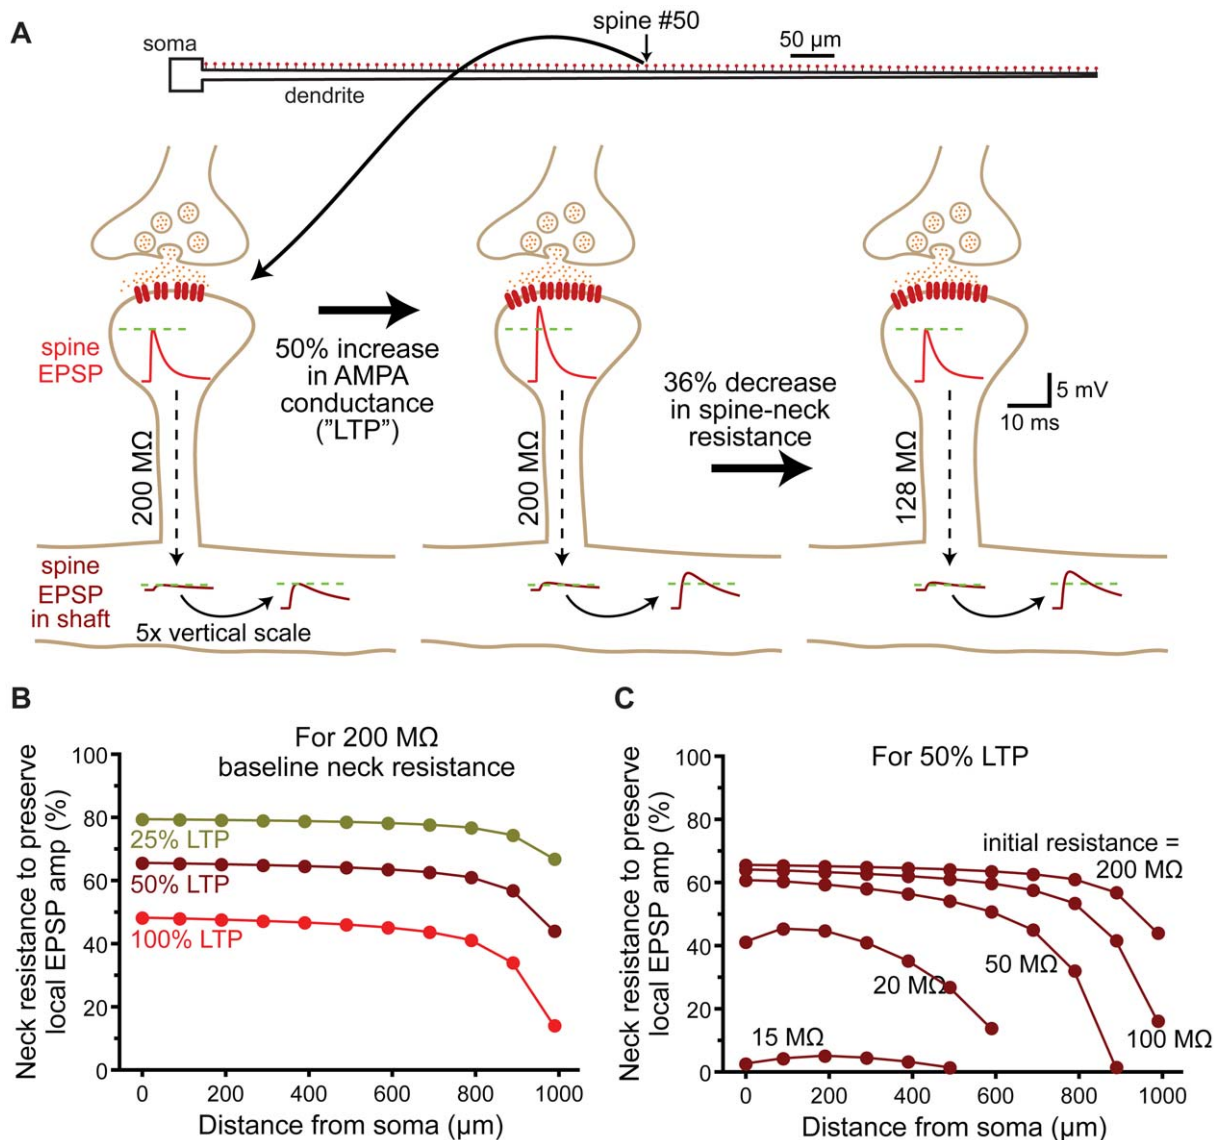 A
soma
spine #50
50 µm
dendrite
spine
EPSP
50% increase
in AMPA
conductance
("LTP")
36% decrease
in spine-neck
resistance
5 mV
10 ms
200 MΩ
200 MΩ
128 MΩ
spine
EPSP
in shaft
5x vertical scale
B
For 200 MΩ
baseline neck resistance
Neck resistance to preserve
local EPSP amp (%)
100
80
60
40
20
0
25% LTP
50% LTP
100% LTP
0 200 400 600 800 1000
Distance from soma (µm)
C
For 50% LTP
Neck resistance to preserve
local EPSP amp (%)
100
80
60
40
20
0
initial resistance =
200 MΩ
100 MΩ
50 MΩ
20 MΩ
15 MΩ
0 200 400 600 800 1000
Distance from soma (µm)